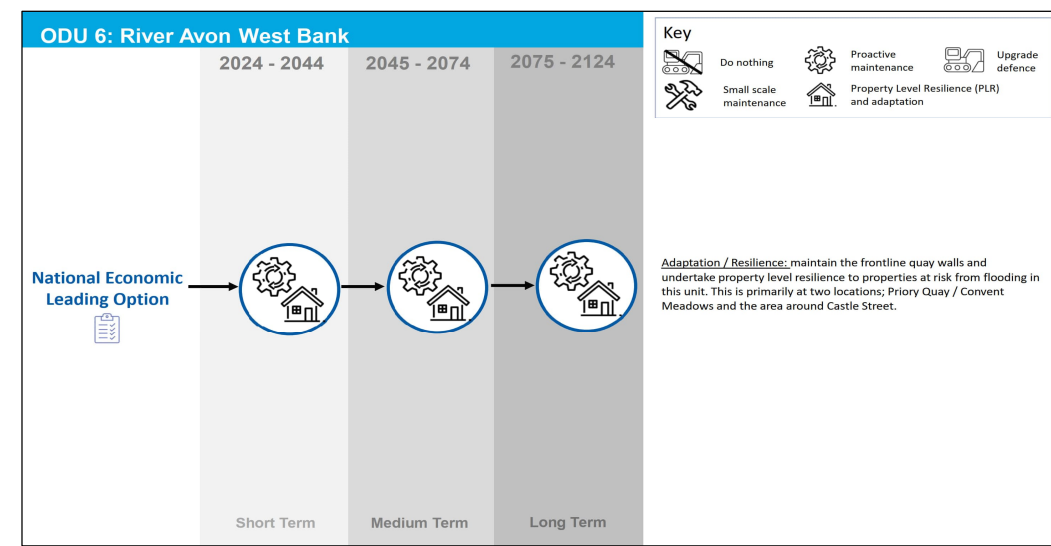 ODU 6: River Avon West Bank
2024 - 2044
2045 - 2074
2075 - 2124
National Economic
Leading Option
Short Term
Medium Term
Long Term
Key
Do nothing
Proactive
maintenance
Upgrade
defence
Small scale
maintenance
Property Level Resilience (PLR)
and adaptation
Adaptation / Resilience: maintain the frontline quay walls and
undertake property level resilience to properties at risk from flooding in
this unit. This is primarily at two locations; Priory Quay / Convent
Meadows and the area around Castle Street.